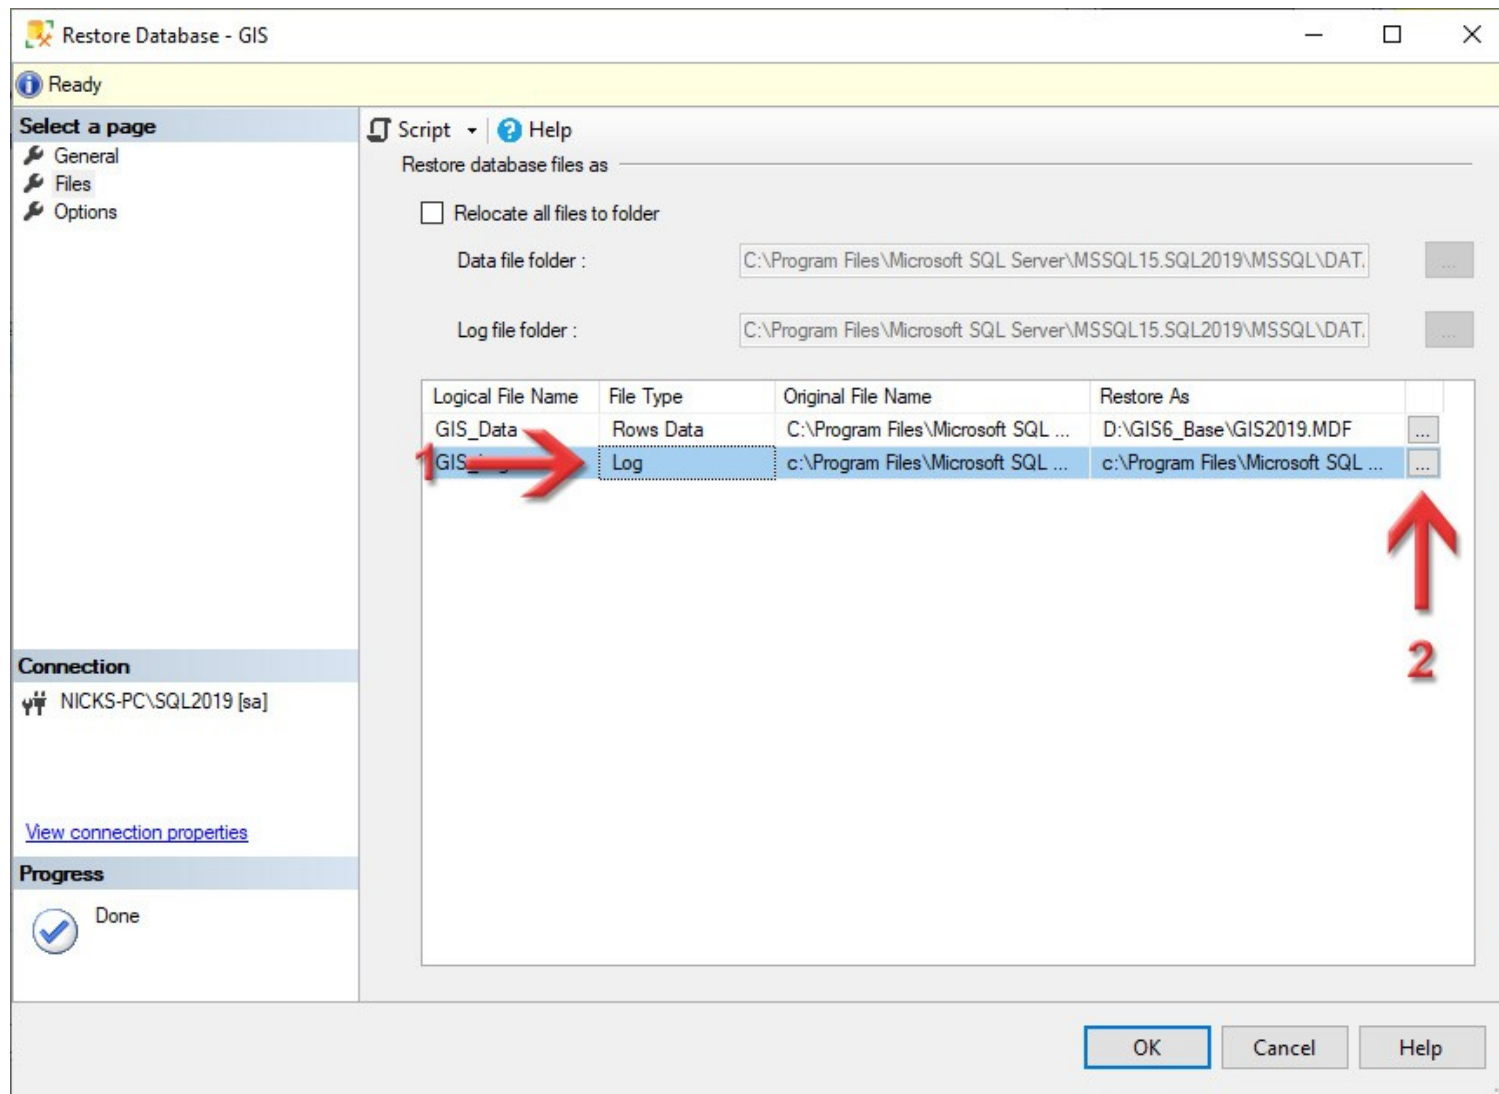 Restore Database - GIS
Ready
Select a page
General
Files
Options
Connection
NICKS-PC\SQL2019 [sa]
View connection properties
Progress
Done
Script
Help
Restore database files as
Relocate all files to folder
Data file folder :
C:\Program Files\Microsoft SQL Server\MSSQL15.SQL2019\MSSQL\DAT
...
Log file folder :
C:\Program Files\Microsoft SQL Server\MSSQL15.SQL2019\MSSQL\DAT
...
Logical File Name File Type Original File Name Restore As
GIS_Data Rows Data C:\Program Files\Microsoft SQL ... D:\GIS6_Base\GIS2019.MDF ...
1 Log c:\Program Files\Microsoft SQL ... c:\Program Files\Microsoft SQL ... ...
2
OK Cancel Help